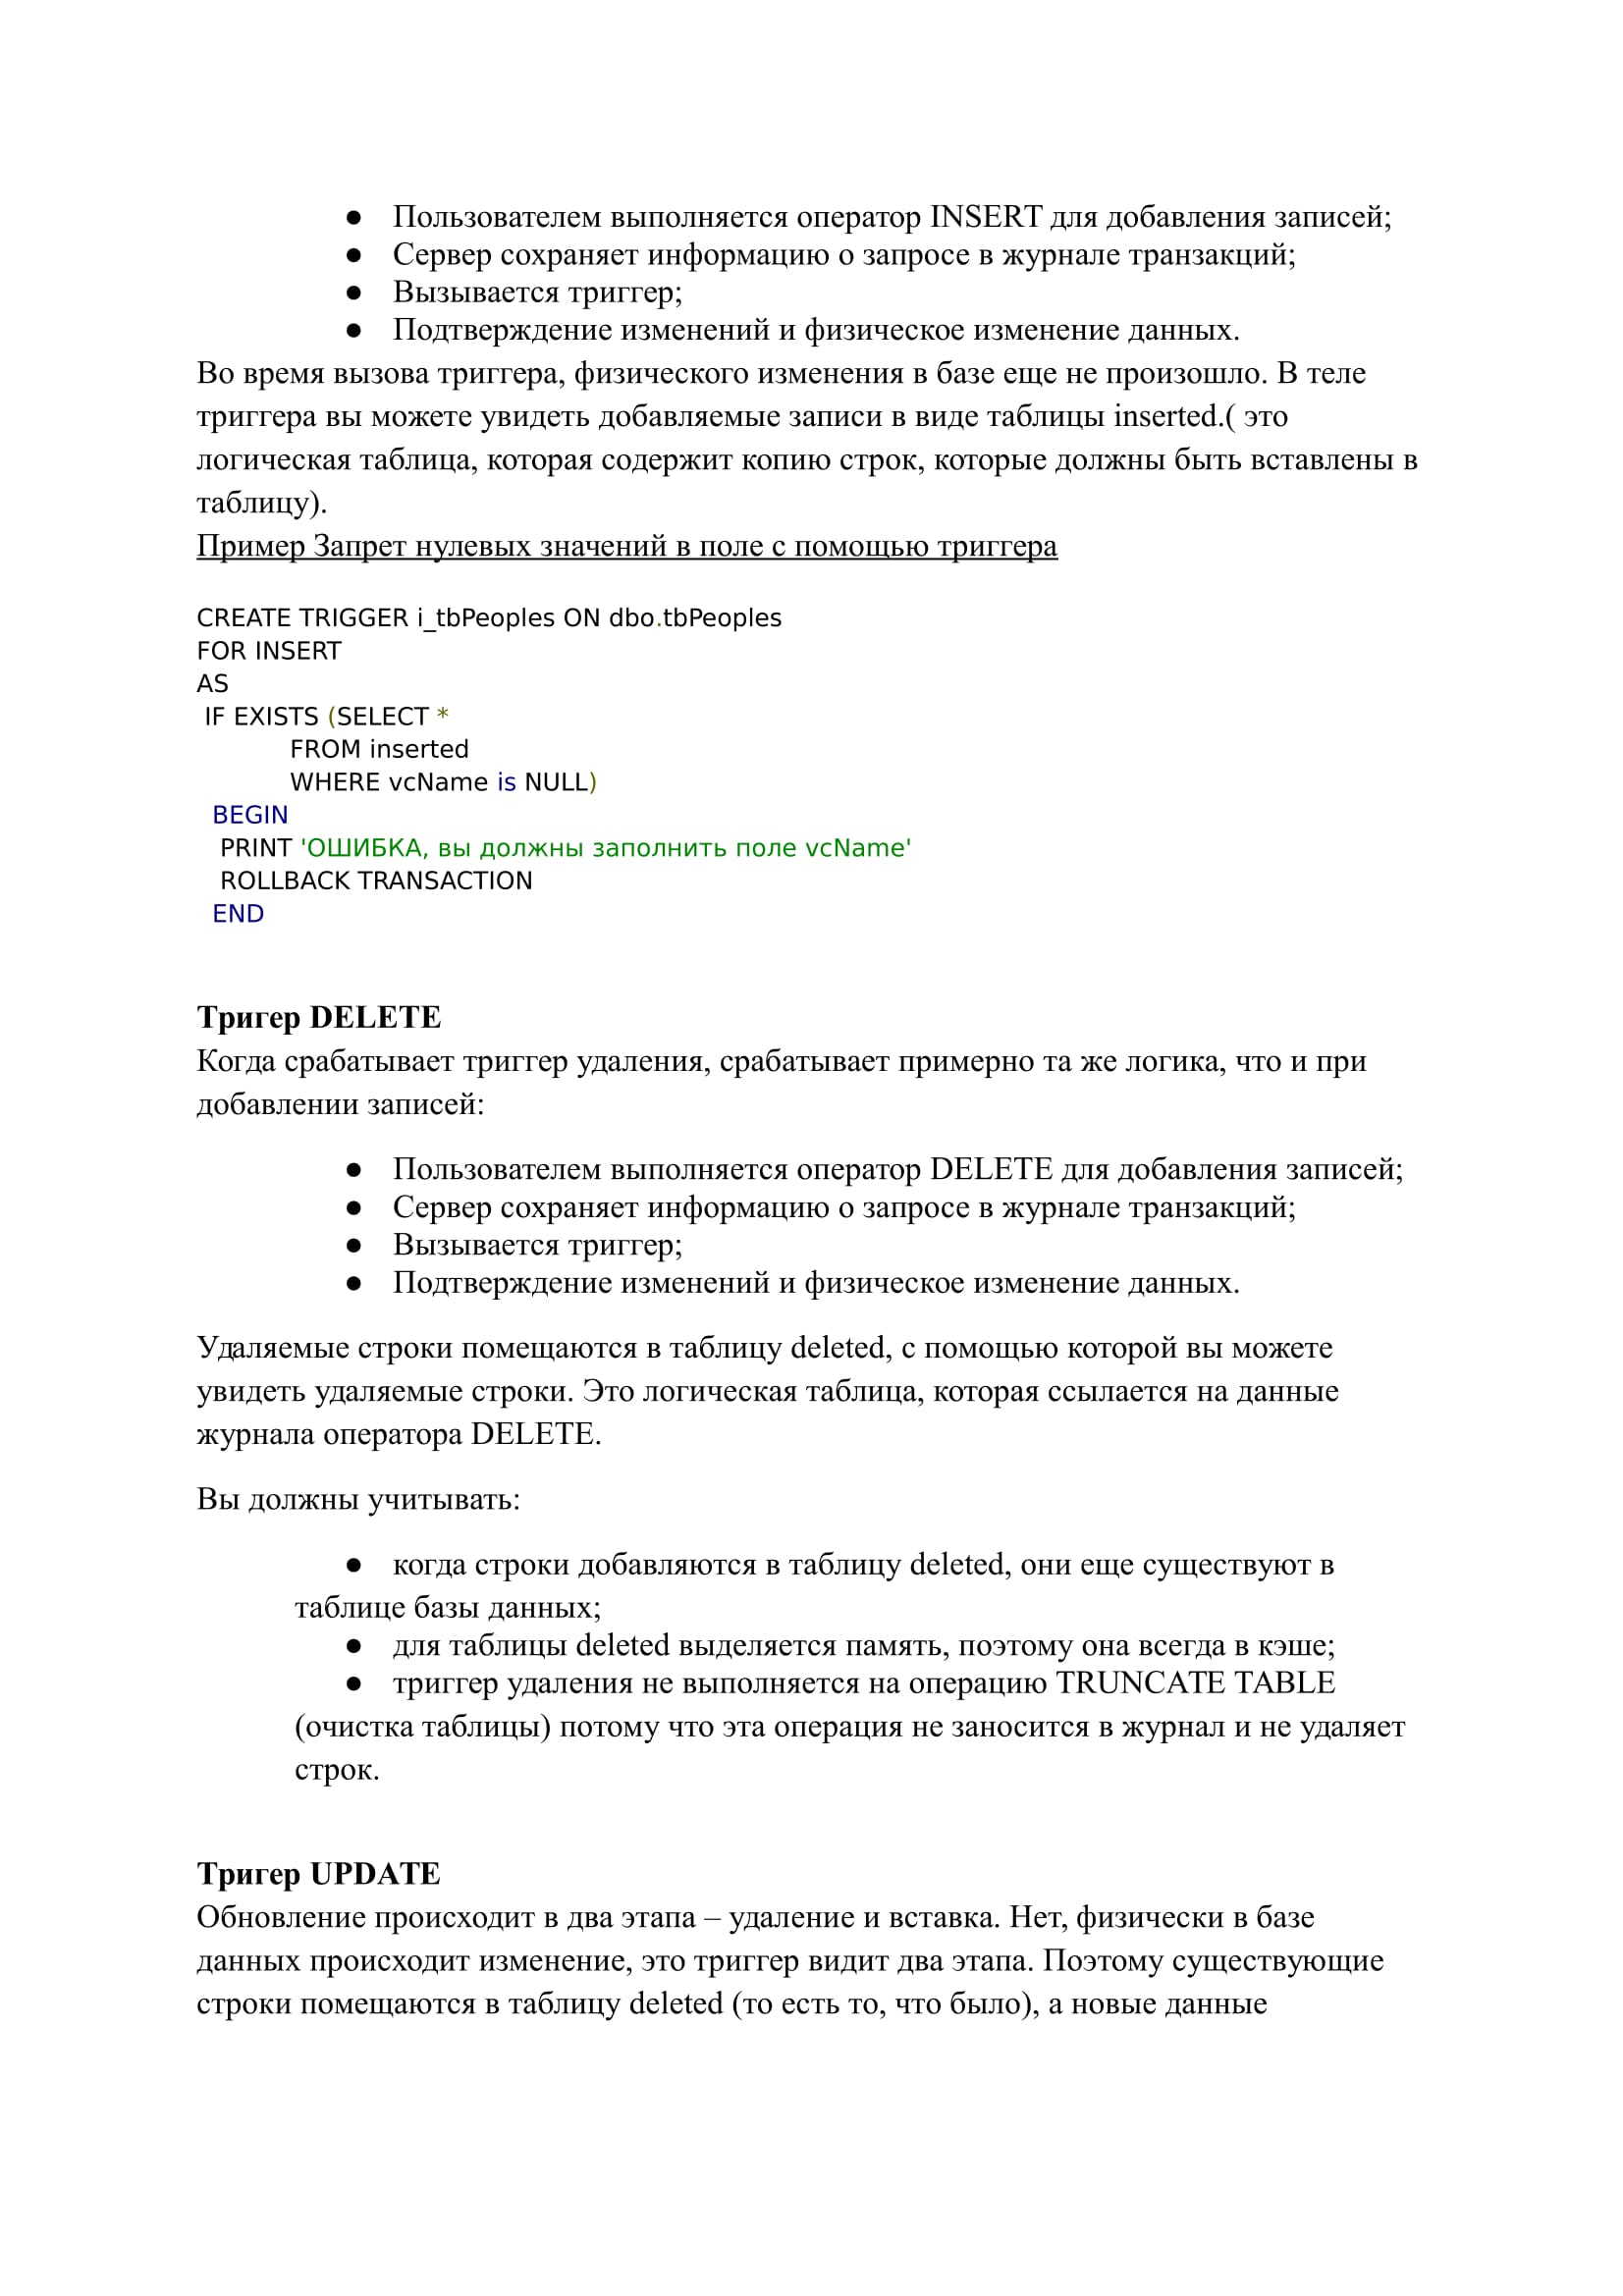 ● Пользователем выполняется оператор INSERT для добавления записей;
● Сервер сохраняет информацию о запросе в журнале транзакций;
● Вызывается триггер;
● Подтверждение изменений и физическое изменение данных.
Во время вызова триггера, физического изменения в базе еще не произошло. В теле
триггера вы можете увидеть добавляемые записи в виде таблицы inserted.( это
логическая таблица, которая содержит копию строк, которые должны быть вставлены в
таблицу).
Пример Запрет нулевых значений в поле с помощью триггера
CREATE TRIGGER i_tbPeoples ON dbo.tbPeoples
FOR INSERT
AS
IF EXISTS (SELECT *
FROM inserted
WHERE vcName is NULL)
BEGIN
PRINT 'ОШИБКА, вы должны заполнить поле vcName'
ROLLBACK TRANSACTION
END
Тригер DELETE
Когда срабатывает триггер удаления, срабатывает примерно та же логика, что и при
добавлении записей:
● Пользователем выполняется оператор DELETE для добавления записей;
● Сервер сохраняет информацию о запросе в журнале транзакций;
● Вызывается триггер;
● Подтверждение изменений и физическое изменение данных.
Удаляемые строки помещаются в таблицу deleted, с помощью которой вы можете
увидеть удаляемые строки. Это логическая таблица, которая ссылается на данные
журнала оператора DELETE.
Вы должны учитывать:
● когда строки добавляются в таблицу deleted, они еще существуют в
таблице базы данных;
● для таблицы deleted выделяется память, поэтому она всегда в кэше;
● триггер удаления не выполняется на операцию TRUNCATE TABLE
(очистка таблицы) потому что эта операция не заносится в журнал и не удаляет
строк.
Тригер UPDATE
Обновление происходит в два этапа – удаление и вставка. Нет, физически в базе
данных происходит изменение, это триггер видит два этапа. Поэтому существующие
строки помещаются в таблицу deleted (то есть то, что было), а новые данные